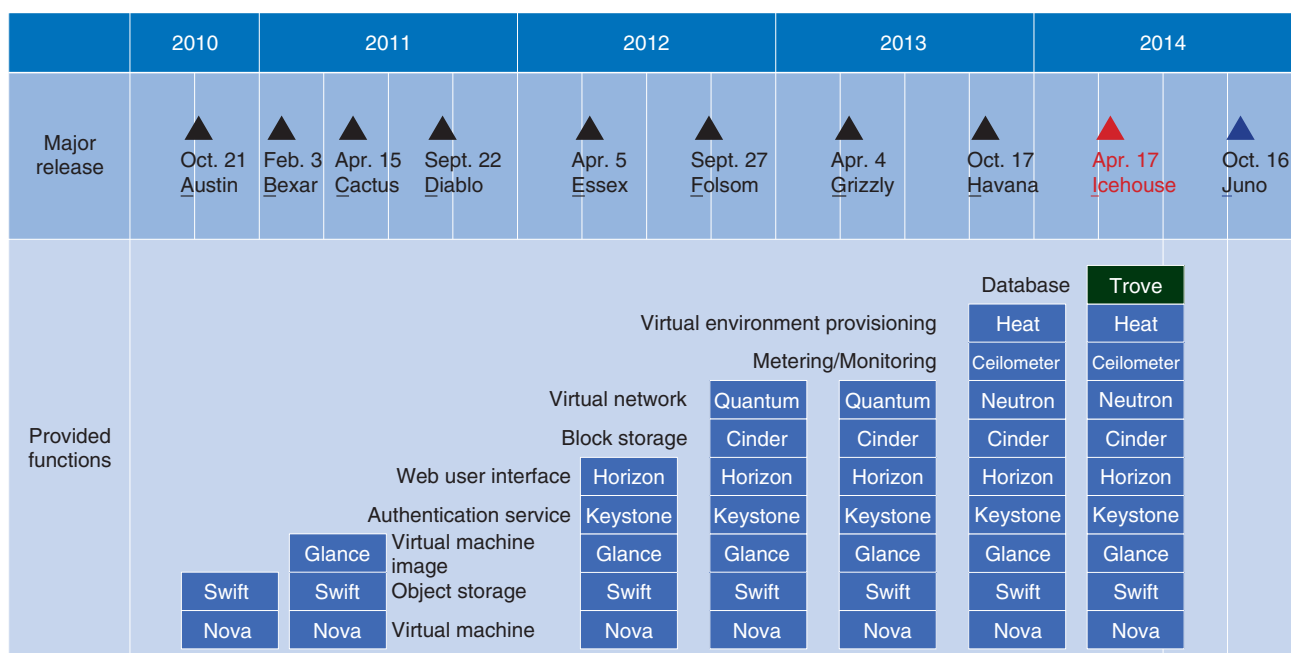 2010 2011 2012 2013 2014
Major
release
Oct. 21 Feb. 3 Apr. 15 Sept. 22 Apr. 5 Sept. 27 Apr. 4 Oct. 17 Apr. 17 Oct. 16
Austin Bexar Cactus Diablo Essex Folsom Grizzly Havana Icehouse Juno
Provided
functions
Database Trove
Virtual environment provisioning Heat Heat
Metering/Monitoring Ceilometer Ceilometer
Virtual network Quantum Quantum Neutron Neutron
Block storage Cinder Cinder Cinder Cinder
Web user interface Horizon Horizon Horizon Horizon Horizon
Authentication service Keystone Keystone Keystone Keystone Keystone
Glance Virtual machine
image Glance Glance Glance Glance Glance
Swift Swift Object storage Swift Swift Swift Swift Swift
Nova Nova Virtual machine Nova Nova Nova Nova Nova